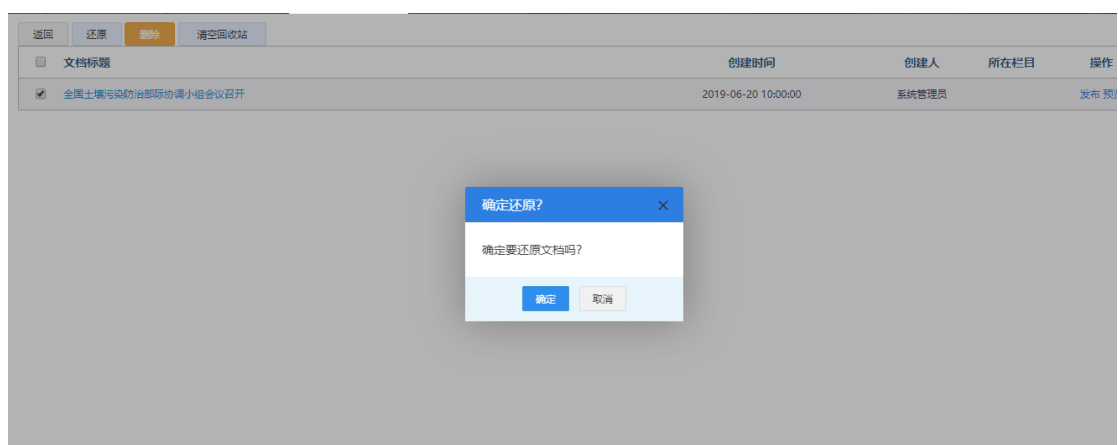 返回 还原 删除 清空回收站
文档标题 创建时间 创建人 所在栏目 操作
全国土壤污染防治部际协调小组会议召开 2019-06-20 10:00:00 系统管理员 发布 预
确定还原?
确定要还原文档吗?
确定 取消